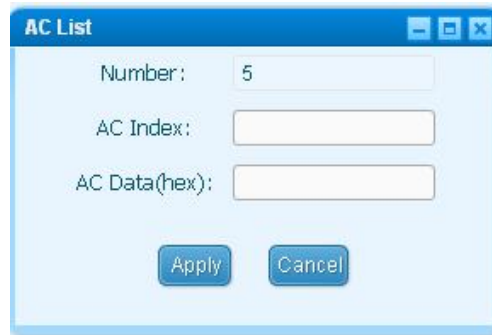 AC List
Number: 5
AC Index:
AC Data(hex):
Apply Cancel